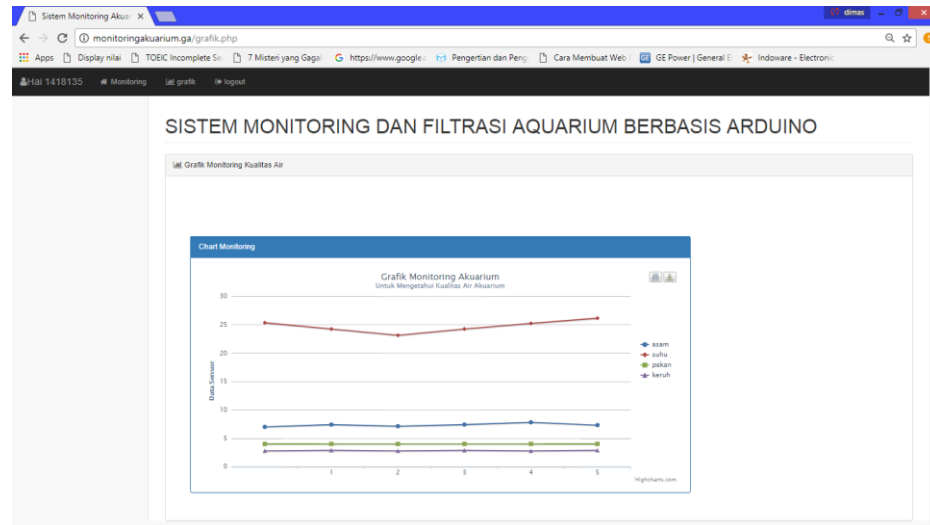 Sistem Monitoring Akua
dimas
monitoringakuarium.ga/grafik.php
Apps Display nilai TOEIC Incomplete Se 7 Misteri yang Gagal https://www.google.c Pengertian dan Peng Cara Membuat Web GE Power | General E Indoware - Electronic
Hai 1418135 Monitoring grafik logout
SISTEM MONITORING DAN FILTRASI AQUARIUM BERBASIS ARDUINO
Grafik Monitoring Kualitas Air
Chart Monitoring
Grafik Monitoring Akuarium
Untuk Mengetahui Kualitas Air Akuarium
Data Sensor
30
25
20
15
10
5
0
1 2 3 4 5
asam
suhu
pakan
keruh
Highcharts.com